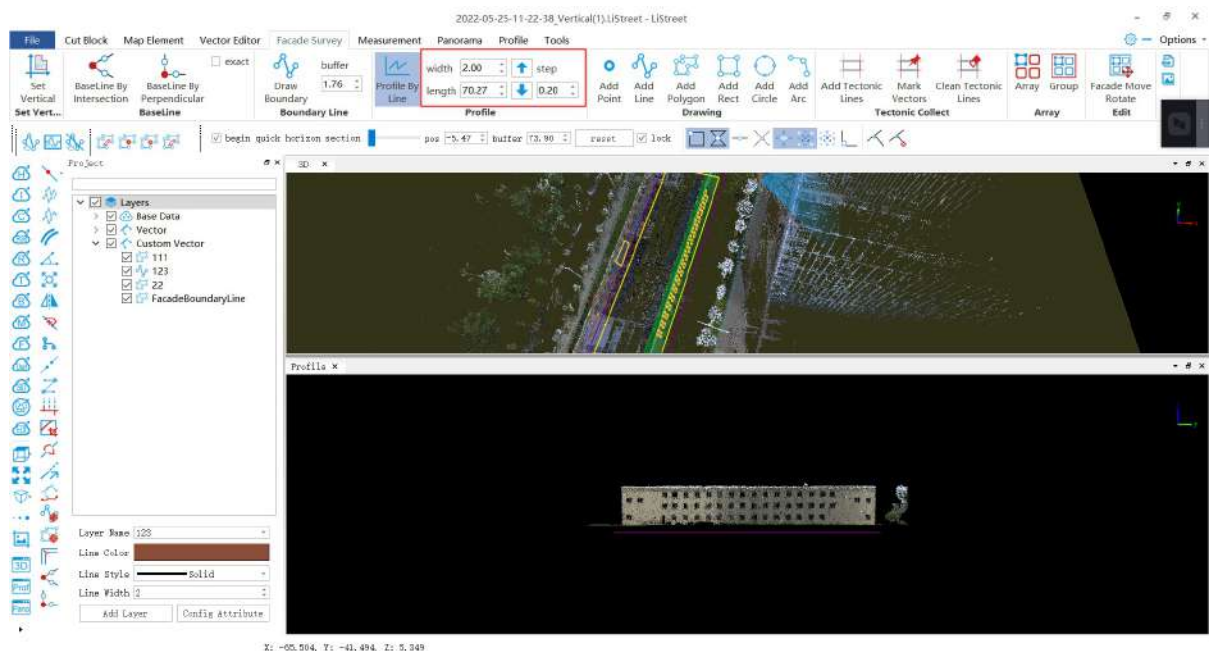 2022-05-25-11-22-38_Vertical(1).LiStreet - LiStreet
File Cut Block Map Element Vector Editor Facade Survey Measurement Panorama Profile Tools Options
Set Vertical
BaseLine By Intersection
BaseLine By Perpendicular
exact
Draw Boundary
buffer
1.76
Profile By Line
width 2.00 step
length 70.27 0.20
Add Point
Add Line
Add Polygon
Add Rect
Add Circle
Add Arc
Add Tectonic Lines
Mark Vectors
Clean Tectonic Lines
Array
Group
Facade Move Rotate
Set Vert... BaseLine Boundary Line Profile Drawing Tectonic Collect Array Edit
begin quick horizon section pos -5.47 buffer 73.90 reset lock
Project
3D
Layers
Base Data
Vector
Custom Vector
111
123
22
FacadeBoundaryLine
Profile
Layer Name 123
Line Color
Line Style Solid
Line Width 2
Add Layer Config Attribute
3D
Prof
X: -65.504, Y: -41.494, Z: 5.349